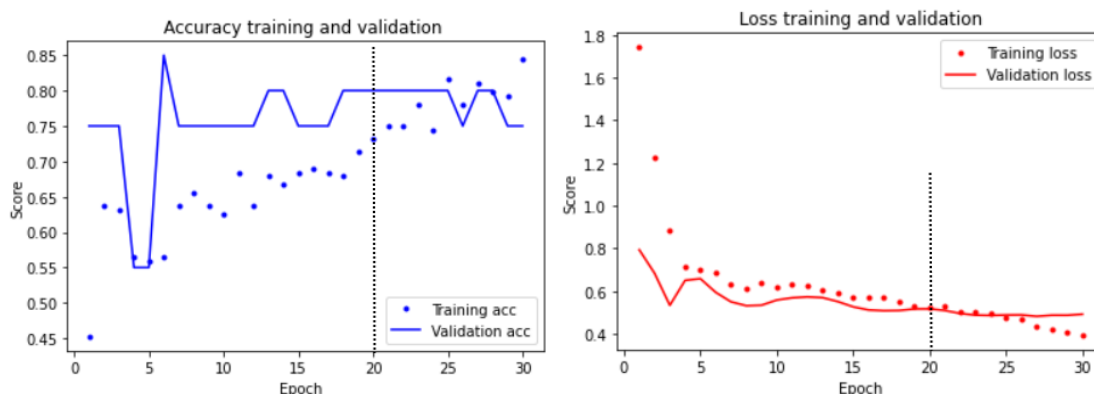 Accuracy training and validation
0.85
0.80
0.75
0.70
0.65
0.60
0.55
0.50
0.45
Score
Training acc
Validation acc
0 5 10 15 20 25 30
Epoch
Loss training and validation
1.8
1.6
1.4
1.2
1.0
0.8
0.6
0.4
Score
Training loss
Validation loss
0 5 10 15 20 25 30
Epoch